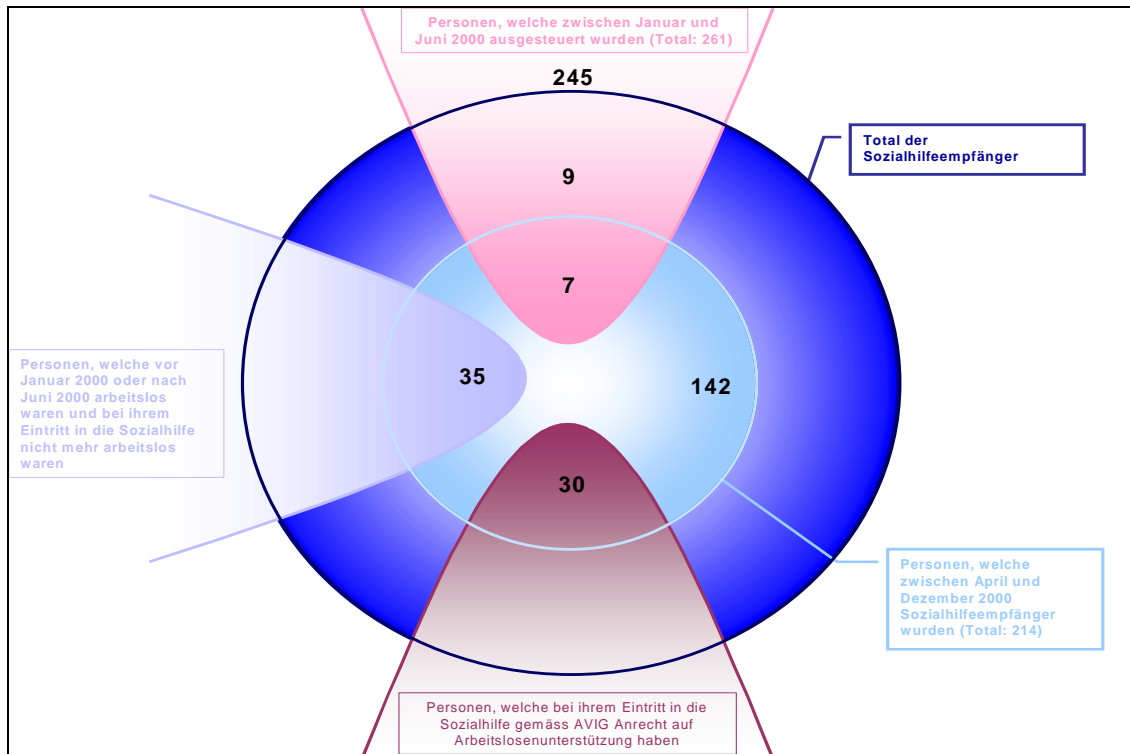 Personen, welche zwischen Januar und
Juni 2000 ausgesteuert wurden (Total: 261)
245
Total der
Sozialhilfeempfänger
9
7
Personen, welche vor
Januar 2000 oder nach
Juni 2000 arbeitslos
waren und bei ihrem
Eintritt in die Sozialhilfe
nicht mehr arbeitslos
waren
35
142
30
Personen, welche
zwischen April und
Dezember 2000
Sozialhilfeempfänger
wurden (Total: 214)
Personen, welche bei ihrem Eintritt in die
Sozialhilfe gemäss AVIG Anrecht auf
Arbeitslosenunterstützung haben